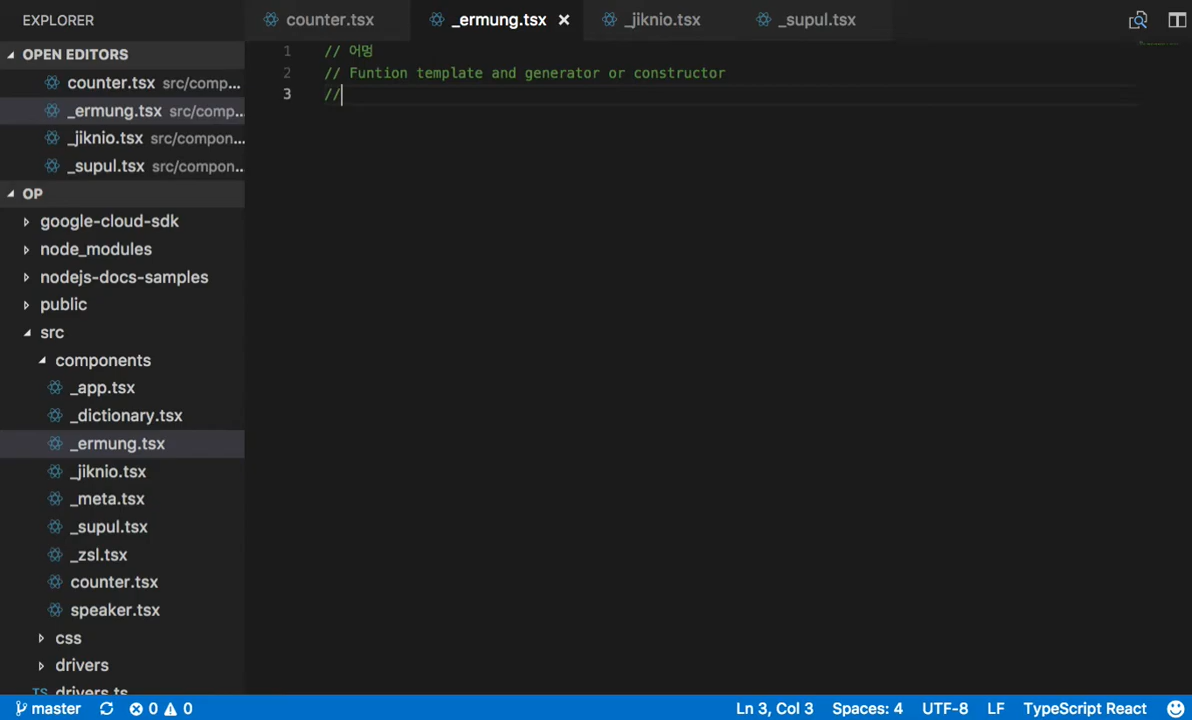 EXPLORER
OPEN EDITORS
counter.tsx src/comp...
_ermung.tsx src/comp...
_jiknio.tsx src/compon...
_supul.tsx src/compon...
OP
google-cloud-sdk
node_modules
nodejs-docs-samples
public
src
components
_app.tsx
_dictionary.tsx
_ermung.tsx
_jiknio.tsx
_meta.tsx
_supul.tsx
_zsl.tsx
counter.tsx
speaker.tsx
css
drivers
TS drivers.ts
counter.tsx _ermung.tsx × _jiknio.tsx _supul.tsx
1 // 어멍
2 // Funtion template and generator or constructor
3 //
master 0 0 Ln 3, Col 3 Spaces: 4 UTF-8 LF TypeScript React